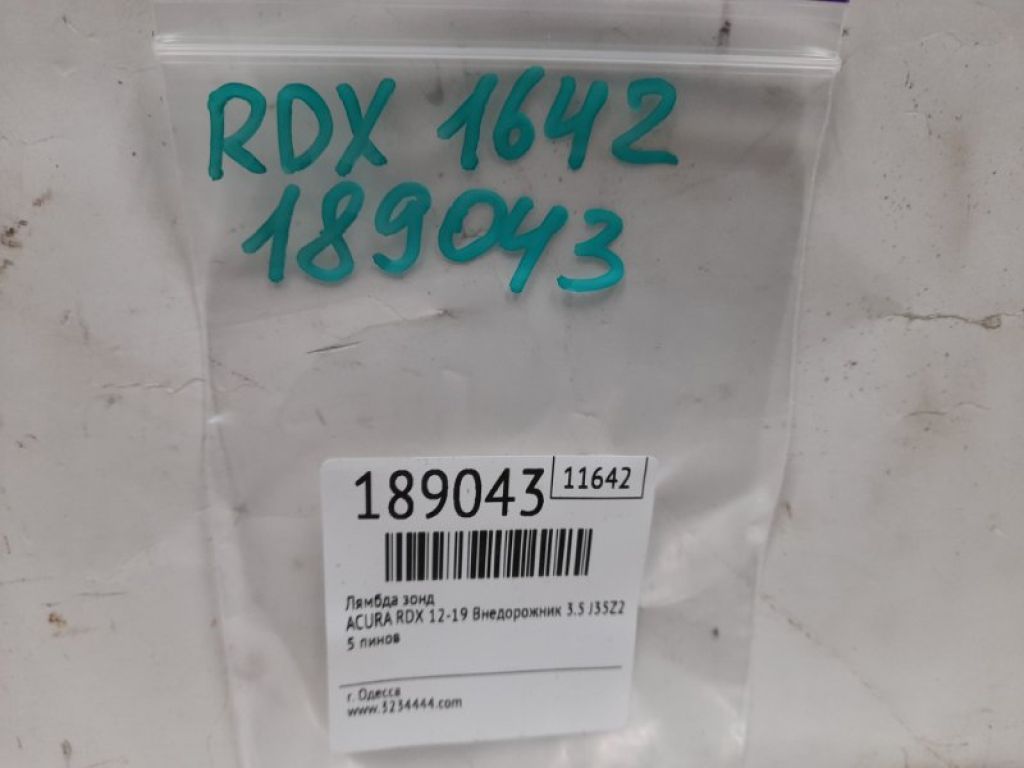 RDX 1642
189043
189043
11642
Лямбда зонд
ACURA RDX 12-19 Внедорожник 3.5 J35Z2
5 пинов
г. Одесса
www.3234444.com